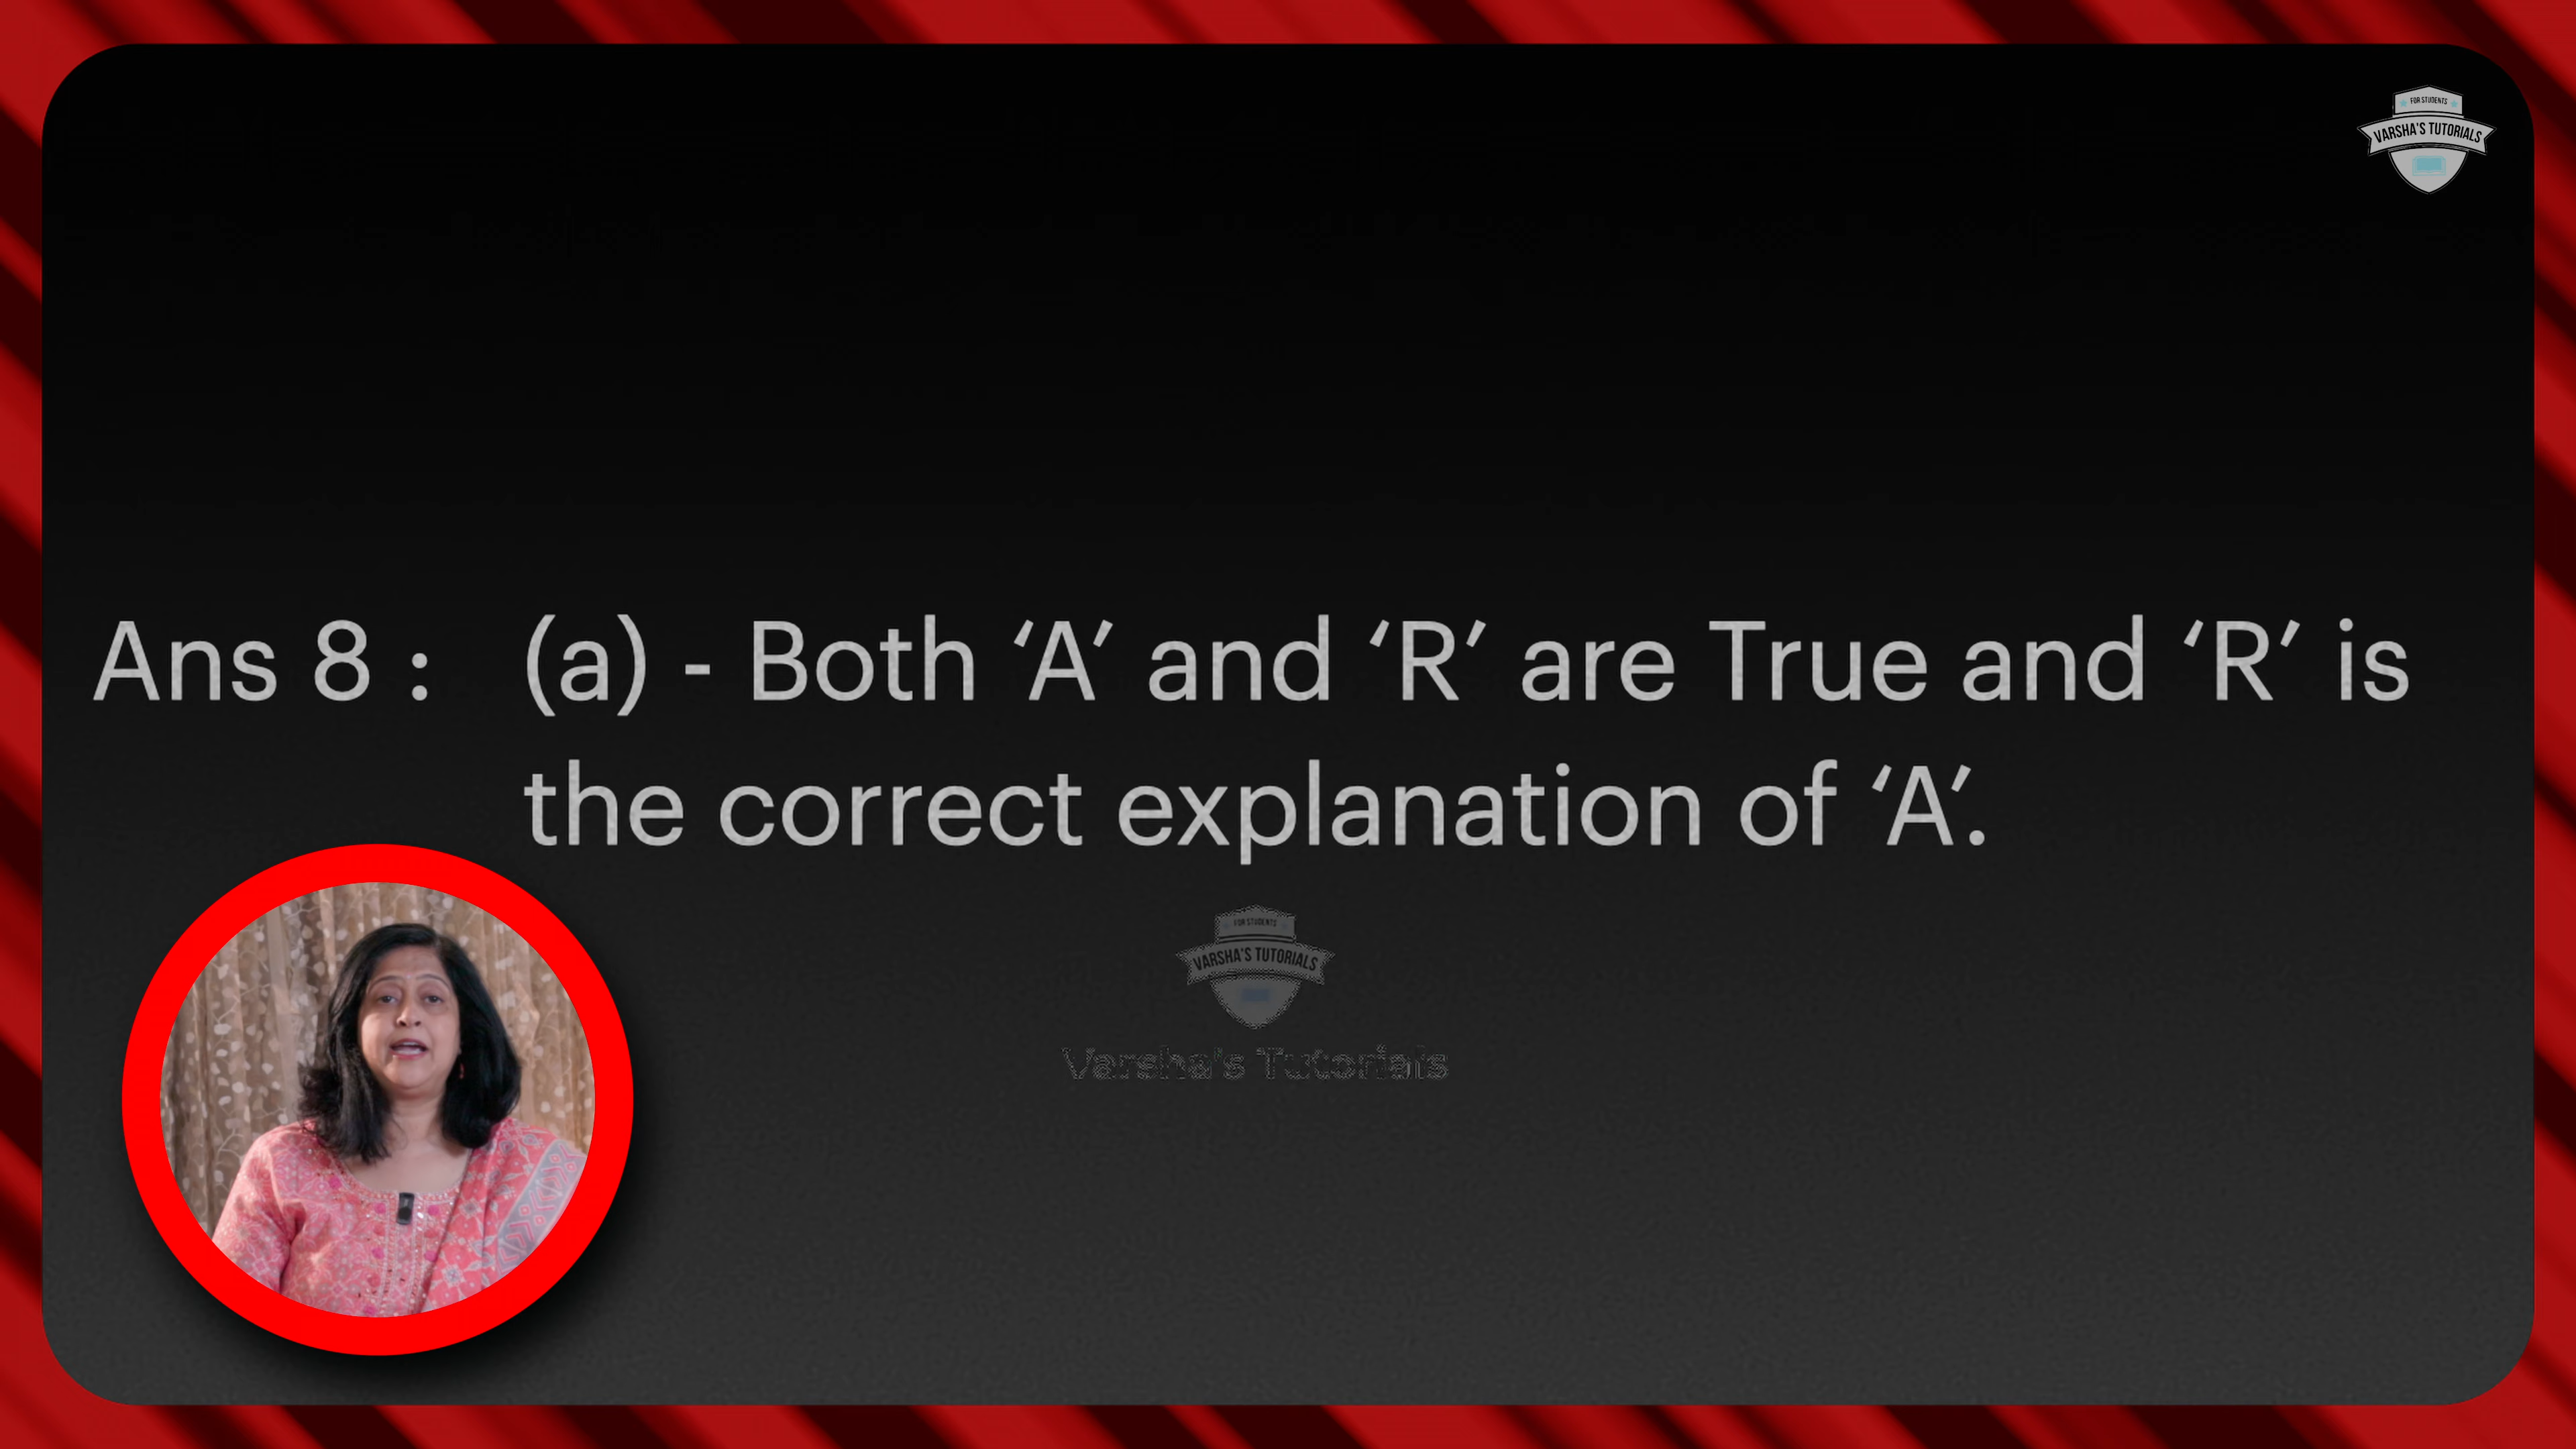 FOR STUDENTS
VARSHA'S TUTORIALS
Ans 8 : (a) - Both ‘A’ and ‘R’ are True and ‘R’ is
the correct explanation of ‘A’.
FOR STUDENTS
VARSHA'S TUTORIALS
Varsha's Tutorials